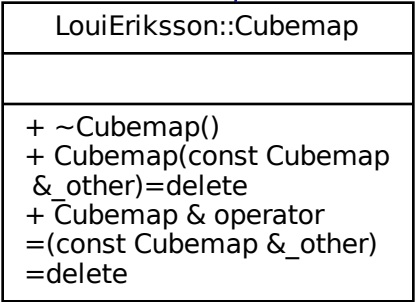 LouiEriksson::Cubemap
+ ~Cubemap()
+ Cubemap(const Cubemap
&_other)=delete
+ Cubemap & operator
=(const Cubemap &_other)
=delete